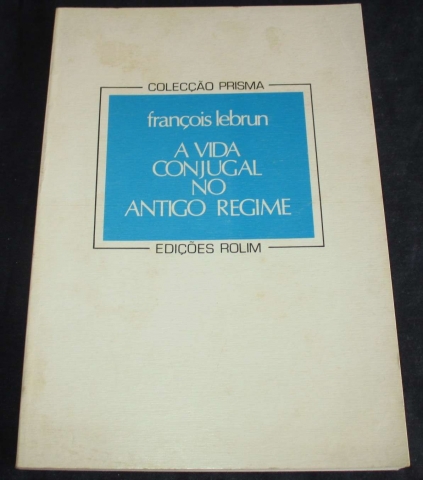 COLECÇÃO PRISMA
françois lebrun
A VIDA
CONJUGAL
NO
ANTIGO REGIME
EDIÇÕES ROLIM